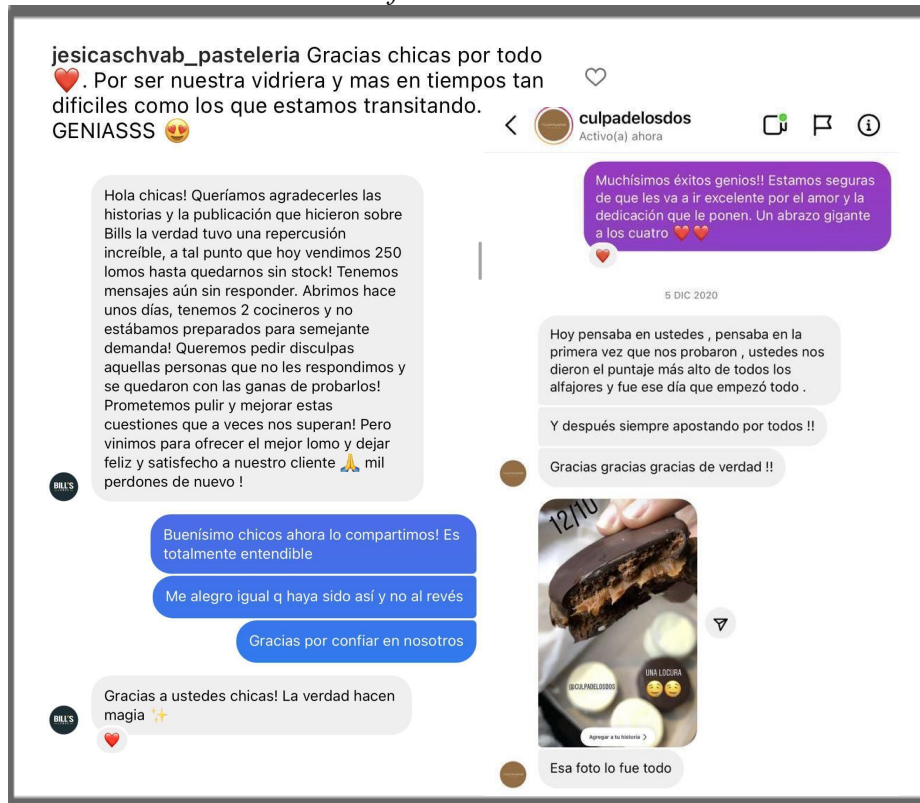 jesicaschvab_pasteleria Gracias chicas por todo
❤️. Por ser nuestra vidriera y mas en tiempos tan
dificiles como los que estamos transitando.
GENIASSS 😍
Hola chicas! Queríamos agradecerles las
historias y la publicación que hicieron sobre
Bills la verdad tuvo una repercusión
increíble, a tal punto que hoy vendimos 250
lomos hasta quedarnos sin stock! Tenemos
mensajes aún sin responder. Abrimos hace
unos días, tenemos 2 cocineros y no
estábamos preparados para semejante
demanda! Queremos pedir disculpas
aquellas personas que no les respondimos y
se quedaron con las ganas de probarlos!
Prometemos pulir y mejorar estas
cuestiones que a veces nos superan! Pero
vinimos para ofrecer el mejor lomo y dejar
feliz y satisfecho a nuestro cliente 🙏 mil
perdones de nuevo !
BILL'S
Buenísimo chicos ahora lo compartimos! Es
totalmente entendible
Me alegro igual q haya sido así y no al revés
Gracias por confiar en nosotros
Gracias a ustedes chicas! La verdad hacen
magia ✨
BILL'S
❤️
culpadelosdos
Activo(a) ahora
Muchísimos éxitos genios!! Estamos seguras
de que les va a ir excelente por el amor y la
dedicación que le ponen. Un abrazo gigante
a los cuatro ❤️ ❤️
❤️
5 DIC 2020
Hoy pensaba en ustedes , pensaba en la
primera vez que nos probaron , ustedes nos
dieron el puntaje más alto de todos los
alfajores y fue ese día que empezó todo .
Y después siempre apostando por todos !!
Gracias gracias gracias de verdad !!
12/10
@CULPADELOSDOS
UNA LOCURA
😋😋
Agregar a tu historia >
Esa foto lo fue todo